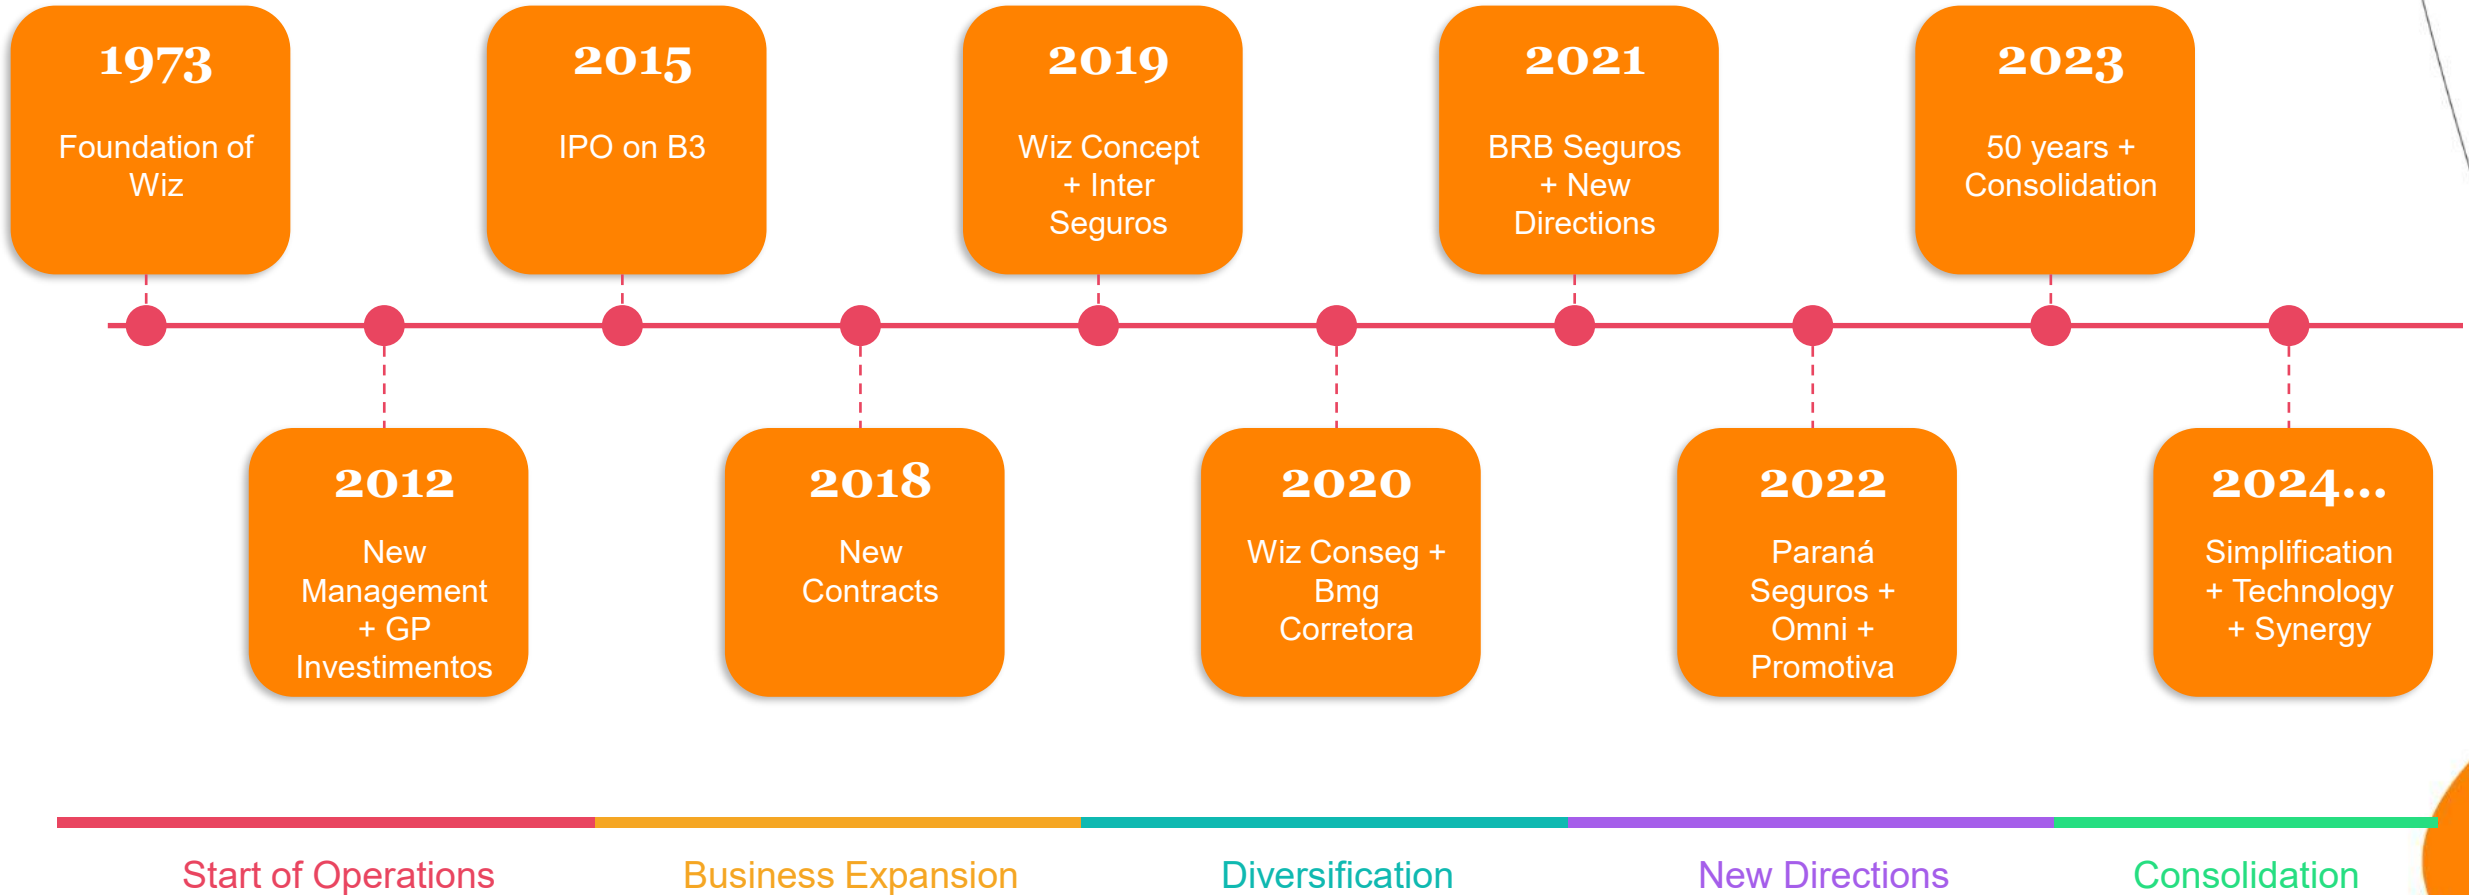 1973
Foundation of
Wiz
2012
New
Management
+ GP
Investimentos
2015
IPO on B3
2018
New
Contracts
2019
Wiz Concept
+ Inter
Seguros
2020
Wiz Conseg +
Bmg
Corretora
2021
BRB Seguros
+ New
Directions
2022
Paraná
Seguros +
Omni +
Promotiva
2023
50 years +
Consolidation
2024...
Simplification
+ Technology
+ Synergy
Start of Operations
Business Expansion
Diversification
New Directions
Consolidation